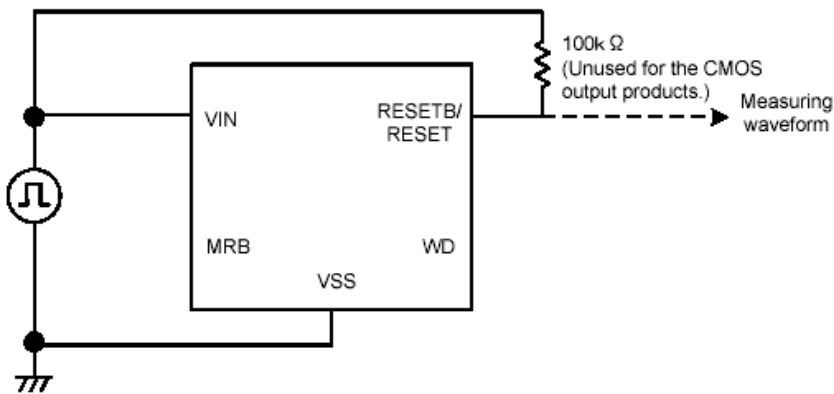 100k Ω
(Unused for the CMOS
output products.)
Measuring
waveform
VIN
RESETB/
RESET
MRB
WD
VSS